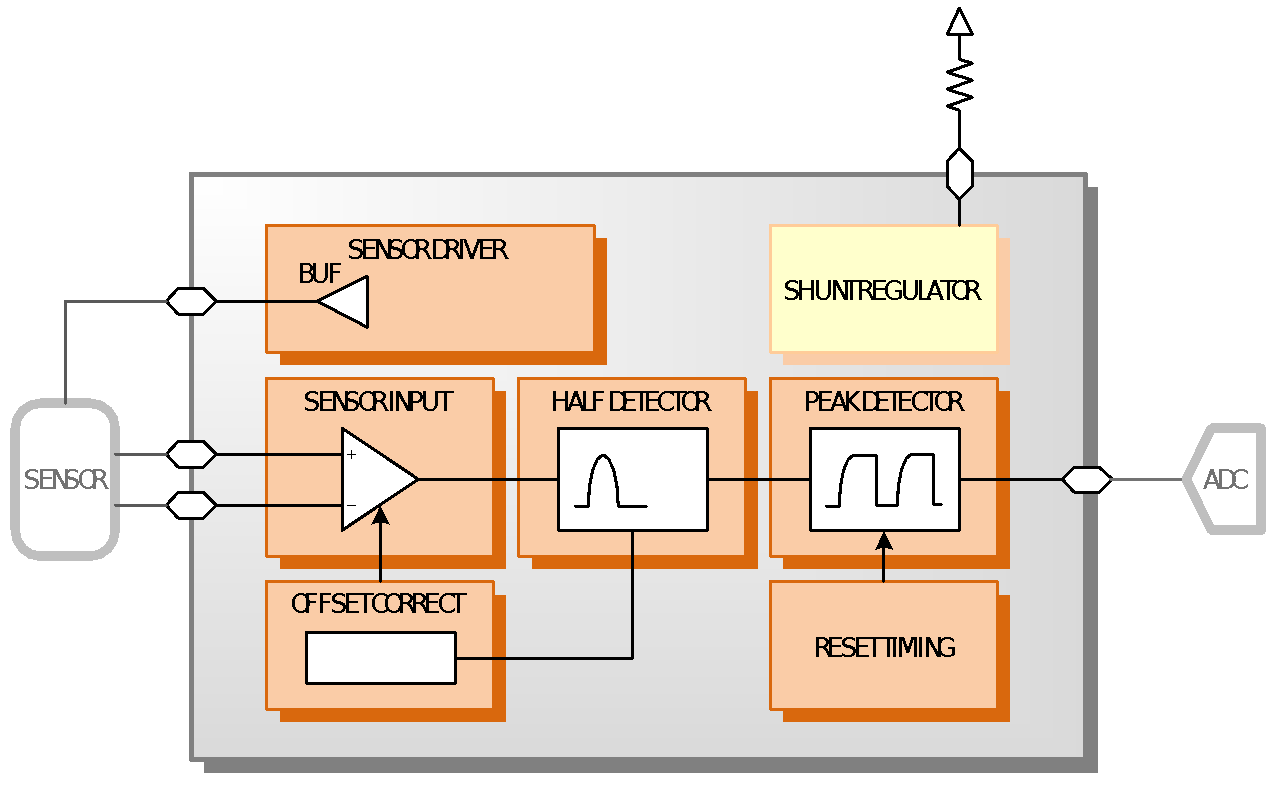 SENSOR DRIVER
BUF
SHUNT REGULATOR
SENSOR INPUT
HALF DETECTOR
PEAK DETECTOR
+
−
SENSOR
ADC
OFFSET CORRECT
RESET TIMING